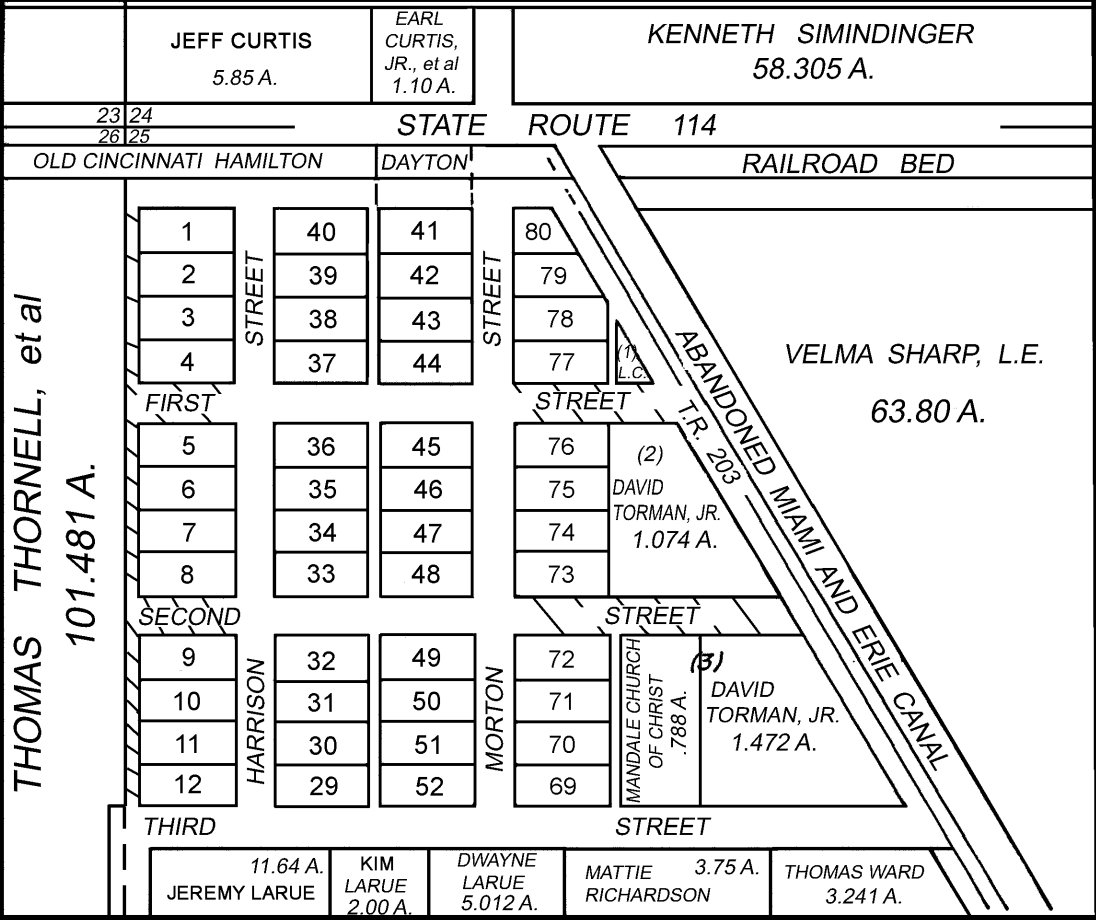 JEFF CURTIS
5.85 A.
EARL
CURTIS,
JR., et al
1.10 A.
KENNETH SIMINDINGER
58.305 A.
23 24
26 25
STATE ROUTE 114
OLD CINCINNATI HAMILTON
DAYTON
RAILROAD BED
THOMAS THORNELL, et al
101.481 A.
1
2
3
4
STREET
40
39
38
37
41
42
43
44
STREET
80
79
78
77
(1)
L.C.
ABANDONED MIAMI AND ERIE CANAL
T.R. 203
VELMA SHARP, L.E.
63.80 A.
FIRST
STREET
5
6
7
8
36
35
34
33
45
46
47
48
76
75
74
73
(2)
DAVID
TORMAN, JR.
1.074 A.
SECOND
STREET
9
10
11
12
HARRISON
32
31
30
29
49
50
51
52
MORTON
72
71
70
69
MANDALE CHURCH
OF CHRIST
.788 A.
(3)
DAVID
TORMAN, JR.
1.472 A.
THIRD
STREET
11.64 A.
JEREMY LARUE
KIM
LARUE
2.00 A.
DWAYNE
LARUE
5.012 A.
MATTIE 3.75 A.
RICHARDSON
THOMAS WARD
3.241 A.